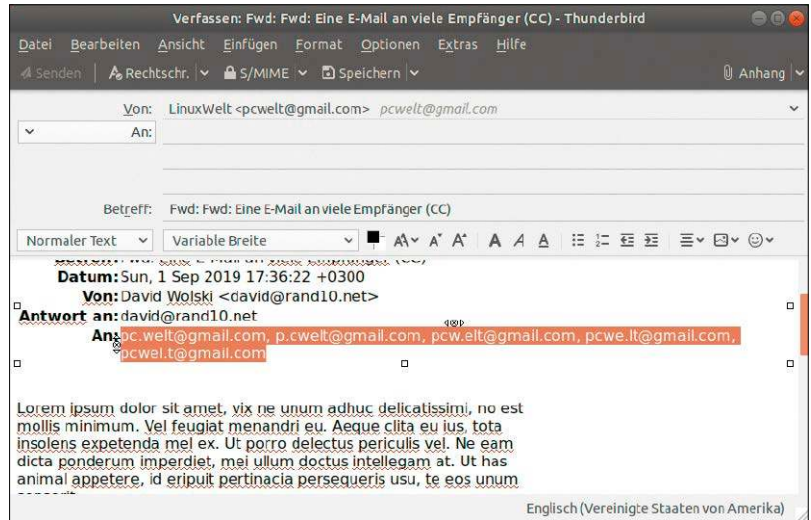 Verfassen: Fwd: Fwd: Eine E-Mail an viele Empfänger (CC) - Thunderbird
Datei Bearbeiten Ansicht Einfügen Format Optionen Extras Hilfe
Senden Rechtschr. S/MIME Speichern Anhang
Von: LinuxWelt <pcwelt@gmail.com> pcwelt@gmail.com
An:
Betreff: Fwd: Fwd: Eine E-Mail an viele Empfänger (CC)
Normaler Text Variable Breite
Datum: Sun, 1 Sep 2019 17:36:22 +0300
Von: David Wolski <david@rand10.net>
Antwort an: david@rand10.net
An: pc.welt@gmail.com, p.cwelt@gmail.com, pcw.elt@gmail.com, pcwe.lt@gmail.com,
pcwel.t@gmail.com
Lorem ipsum dolor sit amet, vix ne unum adhuc delicatissimi, no est
mollis minimum. Vel feugiat menandri eu. Aeque clita eu ius, tota
insolens expetenda mel ex. Ut porro delectus periculis vel. Ne eam
dicta ponderum imperdiet, mei ullum doctus intellegam at. Ut has
animal appetere, id eripuit pertinacia persequeris usu, te eos unum
Englisch (Vereinigte Staaten von Amerika)